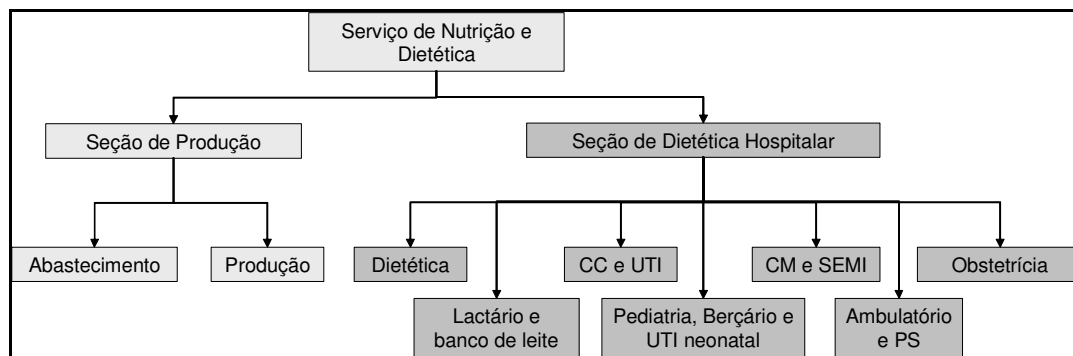 Serviço de Nutrição e
Dietética
Seção de Produção
Seção de Dietética Hospitalar
Abastecimento
Produção
Dietética
CC e UTI
CM e SEMI
Obstetrícia
Lactário e
banco de leite
Pediatria, Berçário e
UTI neonatal
Ambulatório
e PS